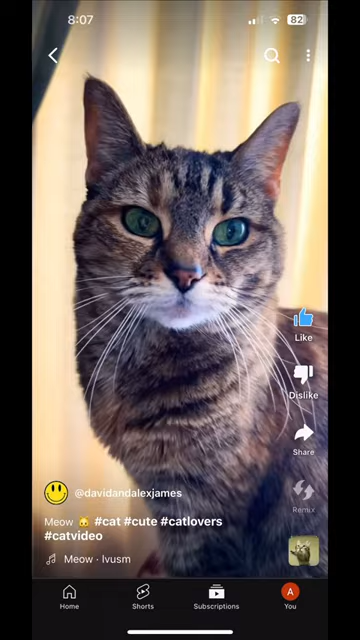 8:07
82
Like
Dislike
Share
Remix
@davidandalexjames
Meow #cat #cute #catlovers
#catvideo
Meow · lvusm
Home
Shorts
Subscriptions
A
You